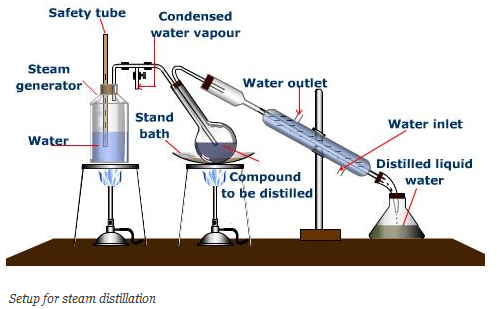 Safety tube
Condensed
water vapour
Steam
generator
Water outlet
Stand
bath
Water inlet
Water
Distilled liquid
water
Compound
to be distilled
Setup for steam distillation